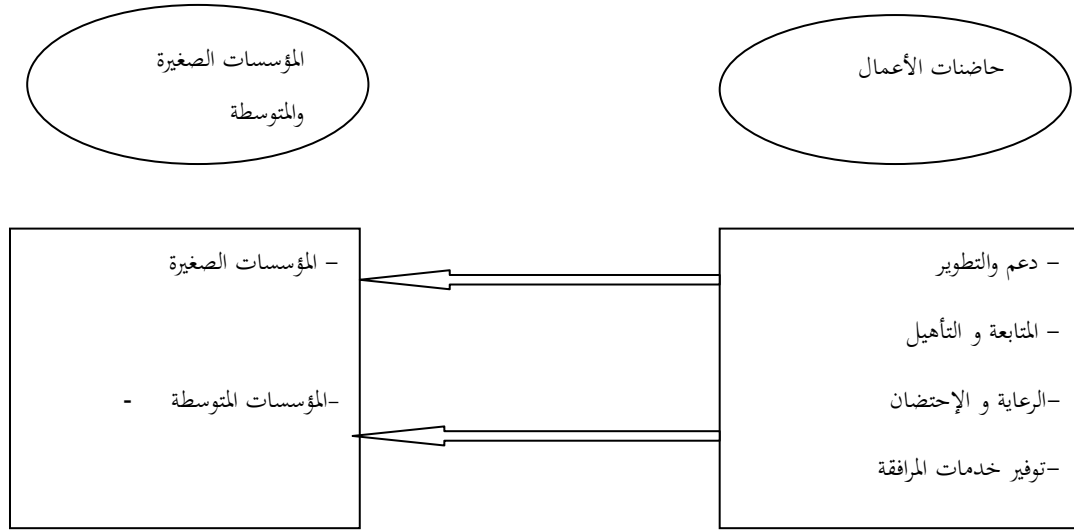 حاضنات الأعمال
المؤسسات الصغيرة
والمتوسطة
– دعم والتطوير
– المتابعة و التأهيل
–الرعاية و الإحتضان
–توفير خدمات المرافقة
– المؤسسات الصغيرة
–المؤسسات المتوسطة -